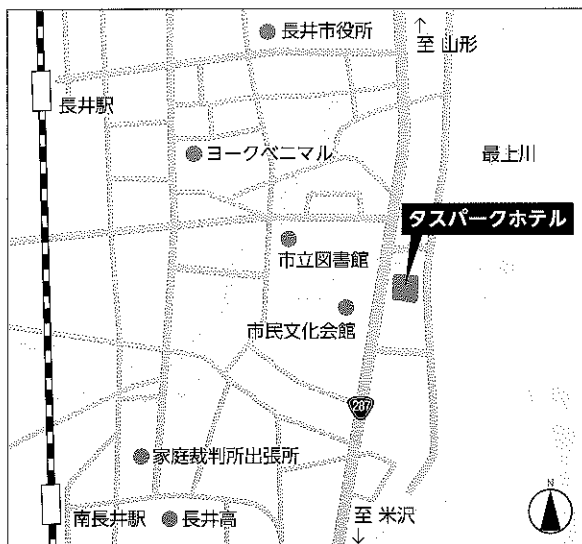 長井市役所
↑
至 山形
長井駅
ヨークベニマル
最上川
タスパークホテル
市立図書館
市民文化会館
287
家庭裁判所出張所
南長井駅
長井高
至 米沢
↓
N